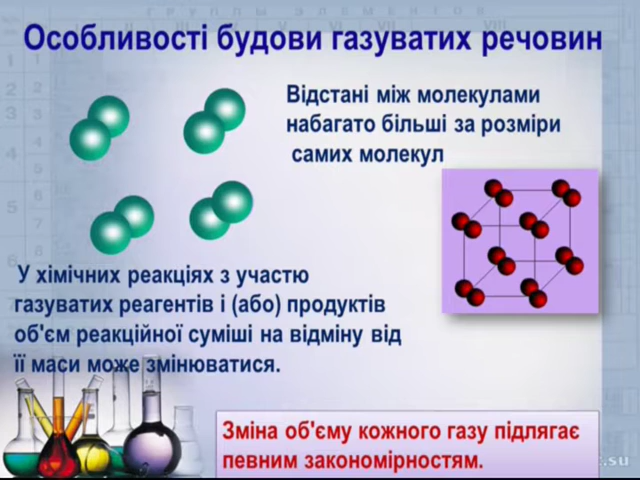 Особливості будови газуватих речовин
Відстані між молекулами
набагато більші за розміри
самих молекул
У хімічних реакціях з участю
газуватих реагентів і (або) продуктів
об'єм реакційної суміші на відміну від
її маси може змінюватися.
Зміна об'єму кожного газу підлягає
певним закономірностям.